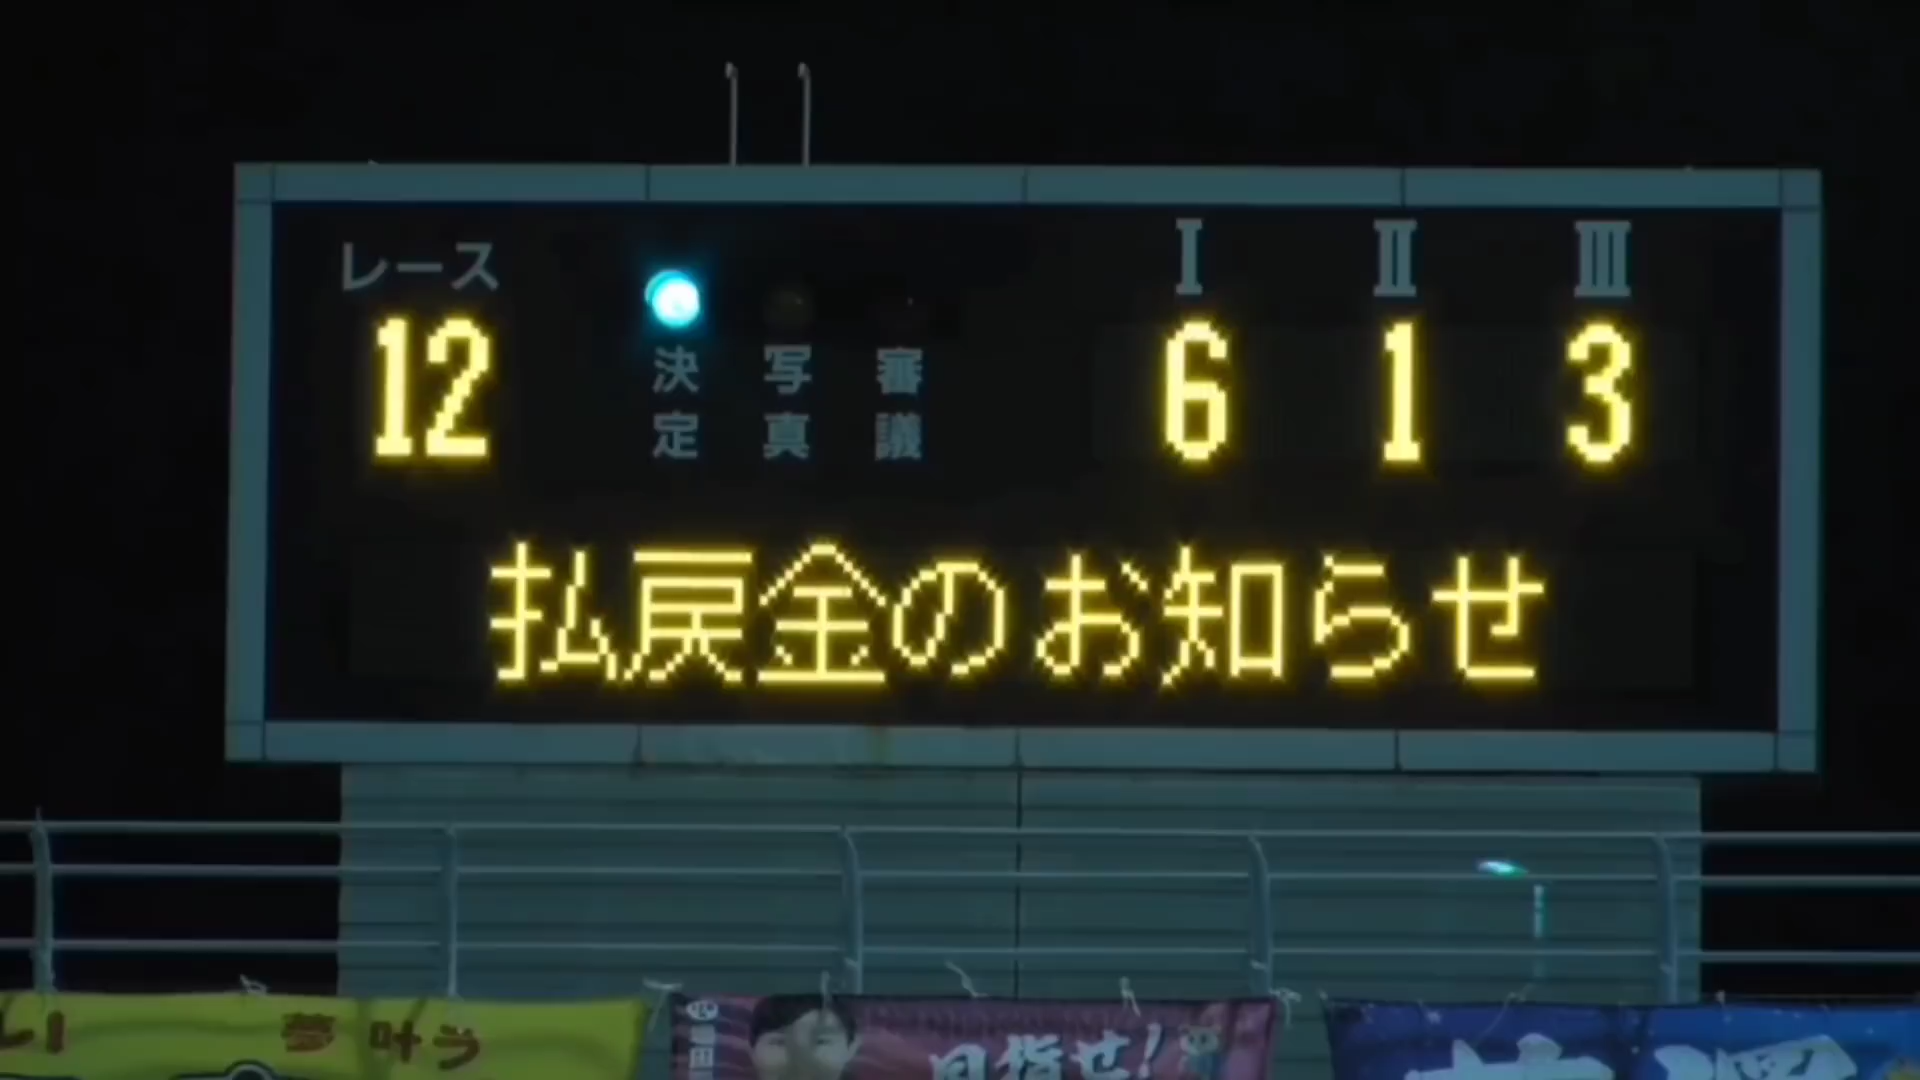 レース
I II III
12
決定 写真 審議
6 1 3
払戻金のお知らせ
夢 叶う
目指せ!